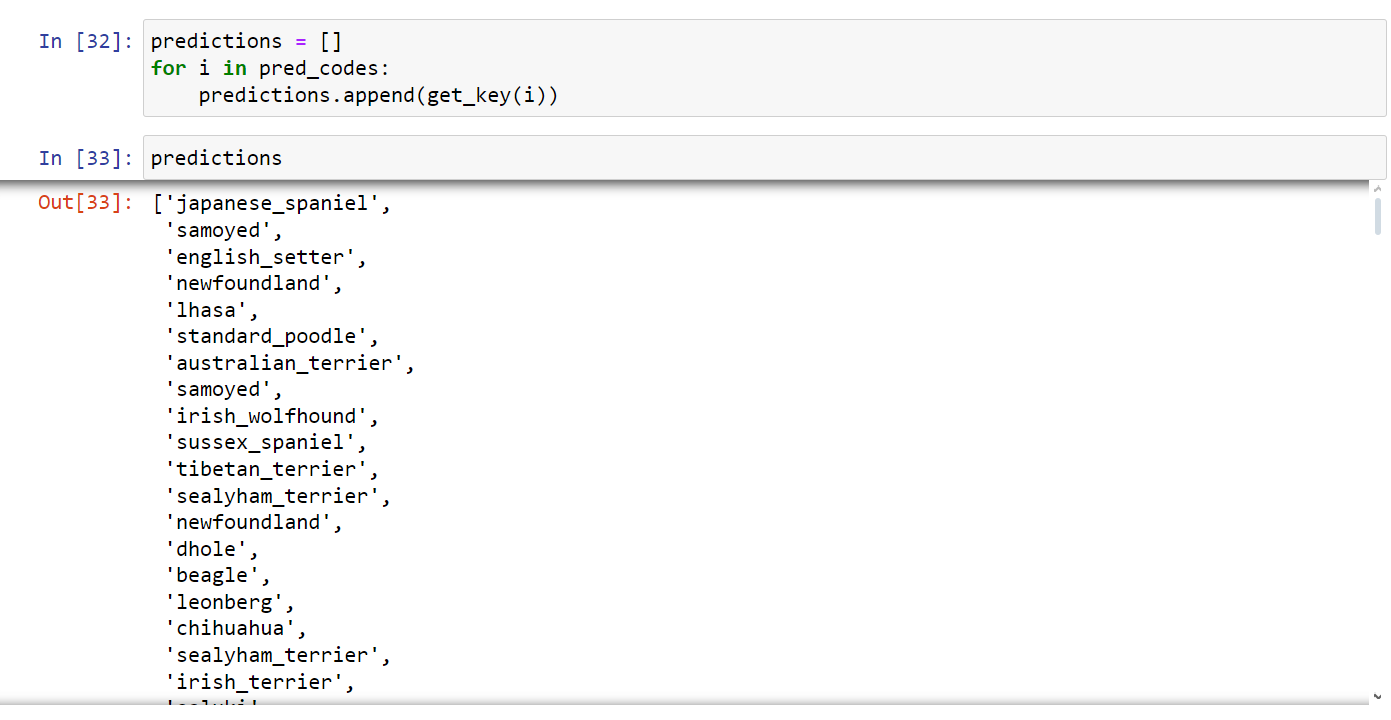 In [32]: predictions = []
for i in pred_codes:
    predictions.append(get_key(i))
In [33]: predictions
Out[33]: ['japanese_spaniel',
 'samoyed',
 'english_setter',
 'newfoundland',
 'lhasa',
 'standard_poodle',
 'australian_terrier',
 'samoyed',
 'irish_wolfhound',
 'sussex_spaniel',
 'tibetan_terrier',
 'sealyham_terrier',
 'newfoundland',
 'dhole',
 'beagle',
 'leonberg',
 'chihuahua',
 'sealyham_terrier',
 'irish_terrier',